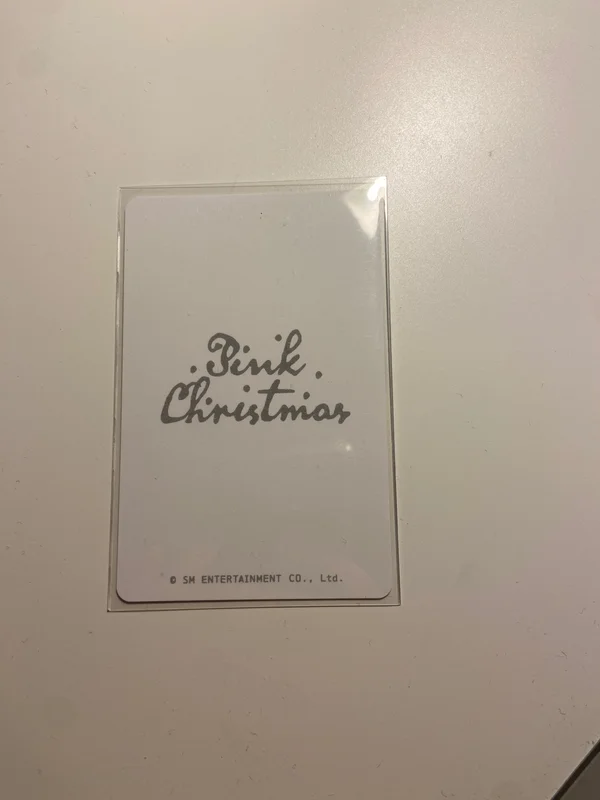 Pink
Christmas
© SM ENTERTAINMENT CO., Ltd.